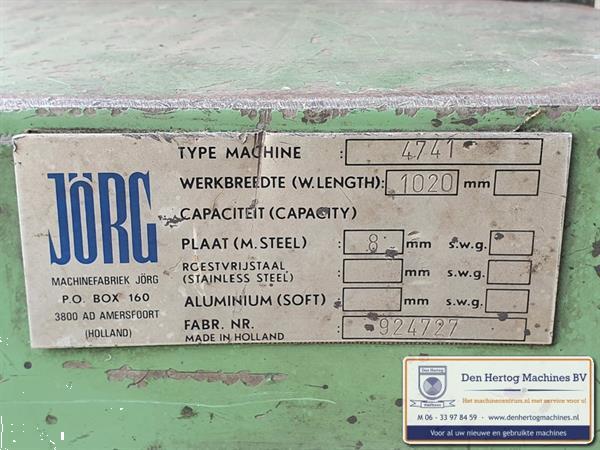 JÖRG
MACHINEFABRIEK JÖRG
P.O. BOX 160
3800 AD AMERSFOORT
(HOLLAND)
TYPE MACHINE : 4741
WERKBREEDTE (W.LENGTH): 1020 mm
CAPACITEIT (CAPACITY)
PLAAT (M. STEEL) : 8 mm s.w.g.
ROESTVRIJSTAAL : mm s.w.g.
(STAINLESS STEEL)
ALUMINIUM (SOFT) : mm s.w.g.
FABR. NR. : 924727
MADE IN HOLLAND
Den Hertog Machines BV
Het machinecentrum.nl met service voor u!
M 06 - 33 97 84 59 - www.denhertogmachines.nl
Voor al uw nieuwe en gebruikte machines